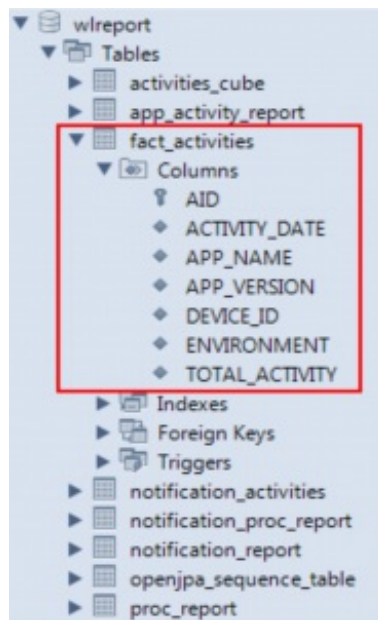 wlreport
Tables
activities_cube
app_activity_report
fact_activities
Columns
AID
ACTIVITY_DATE
APP_NAME
APP_VERSION
DEVICE_ID
ENVIRONMENT
TOTAL_ACTIVITY
Indexes
Foreign Keys
Triggers
notification_activities
notification_proc_report
notification_report
openjpa_sequence_table
proc_report